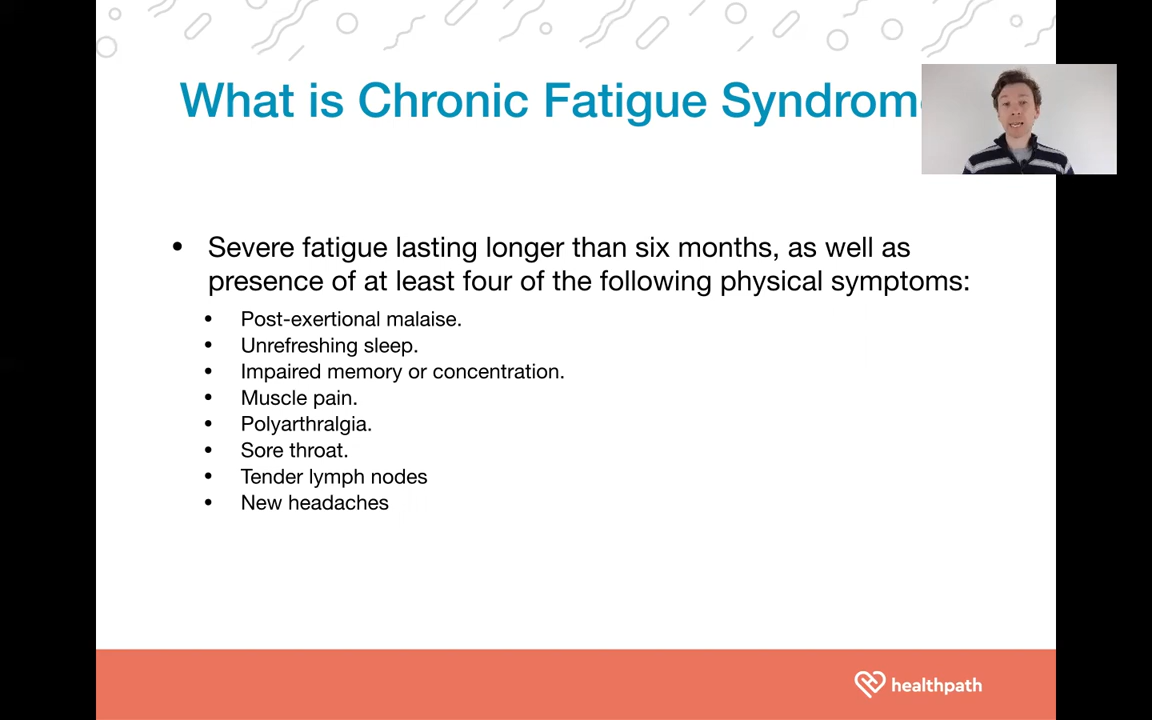 What is Chronic Fatigue Syndrom
• Severe fatigue lasting longer than six months, as well as
presence of at least four of the following physical symptoms:
• Post-exertional malaise.
• Unrefreshing sleep.
• Impaired memory or concentration.
• Muscle pain.
• Polyarthralgia.
• Sore throat.
• Tender lymph nodes
• New headaches
healthpath